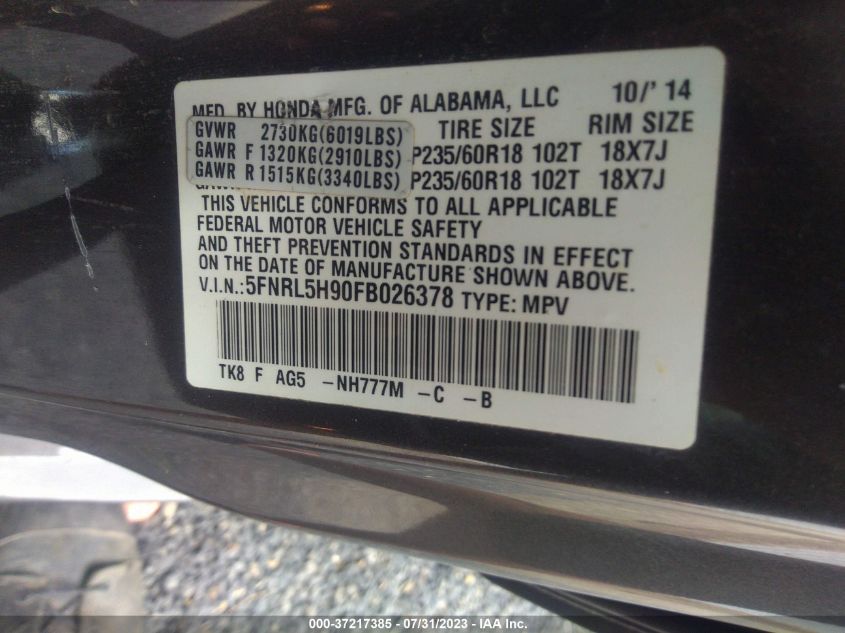 MFD. BY HONDA MFG. OF ALABAMA, LLC 10/'14
GVWR 2730KG(6019LBS) TIRE SIZE RIM SIZE
GAWR F 1320KG(2910LBS) P235/60R18 102T 18X7J
GAWR R 1515KG(3340LBS) P235/60R18 102T 18X7J
THIS VEHICLE CONFORMS TO ALL APPLICABLE
FEDERAL MOTOR VEHICLE SAFETY
AND THEFT PREVENTION STANDARDS IN EFFECT
ON THE DATE OF MANUFACTURE SHOWN ABOVE.
V.I.N.:5FNRL5H90FB026378 TYPE: MPV
TK8 F AG5 -NH777M -C -B
000-37217385 - 07/31/2023 - IAA Inc.